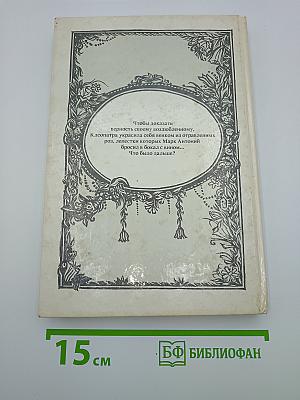 Чтобы доказать
верность своему возлюбленному,
Клеопатра украсила себя венком из отравленных
роз, лепестки которых Марк Антоний
бросил в бокал с вином...
Что было дальше?
15 см
БФ БИБЛИОФАН